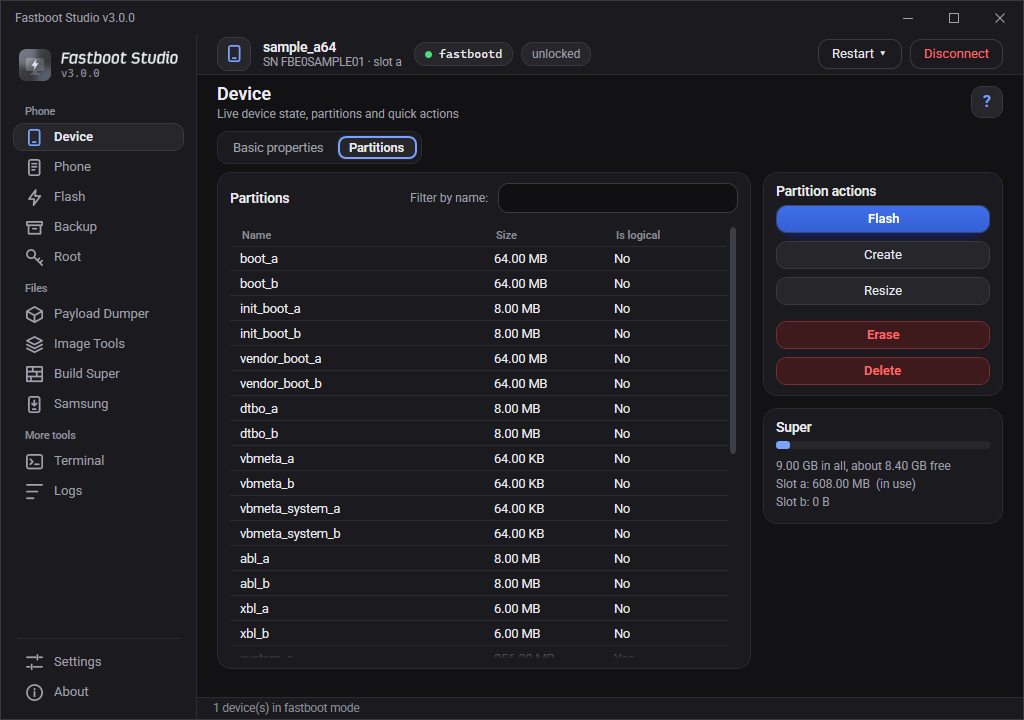 Fastboot Studio v3.0.0
Fastboot Studio
v3.0.0
Phone
Device
Phone
Flash
Backup
Root
Files
Payload Dumper
Image Tools
Build Super
Samsung
More tools
Terminal
Logs
Settings
About
sample_a64
SN FBE0SAMPLE01 · slot a
fastbootd
unlocked
Restart ▾
Disconnect
Device
Live device state, partitions and quick actions
?
Basic properties Partitions
Partitions Filter by name:
Name Size Is logical
boot_a 64.00 MB No
boot_b 64.00 MB No
init_boot_a 8.00 MB No
init_boot_b 8.00 MB No
vendor_boot_a 64.00 MB No
vendor_boot_b 64.00 MB No
dtbo_a 8.00 MB No
dtbo_b 8.00 MB No
vbmeta_a 64.00 KB No
vbmeta_b 64.00 KB No
vbmeta_system_a 64.00 KB No
vbmeta_system_b 64.00 KB No
abl_a 8.00 MB No
abl_b 8.00 MB No
xbl_a 6.00 MB No
xbl_b 6.00 MB No
Partition actions
Flash
Create
Resize
Erase
Delete
Super
9.00 GB in all, about 8.40 GB free
Slot a: 608.00 MB (in use)
Slot b: 0 B
1 device(s) in fastboot mode